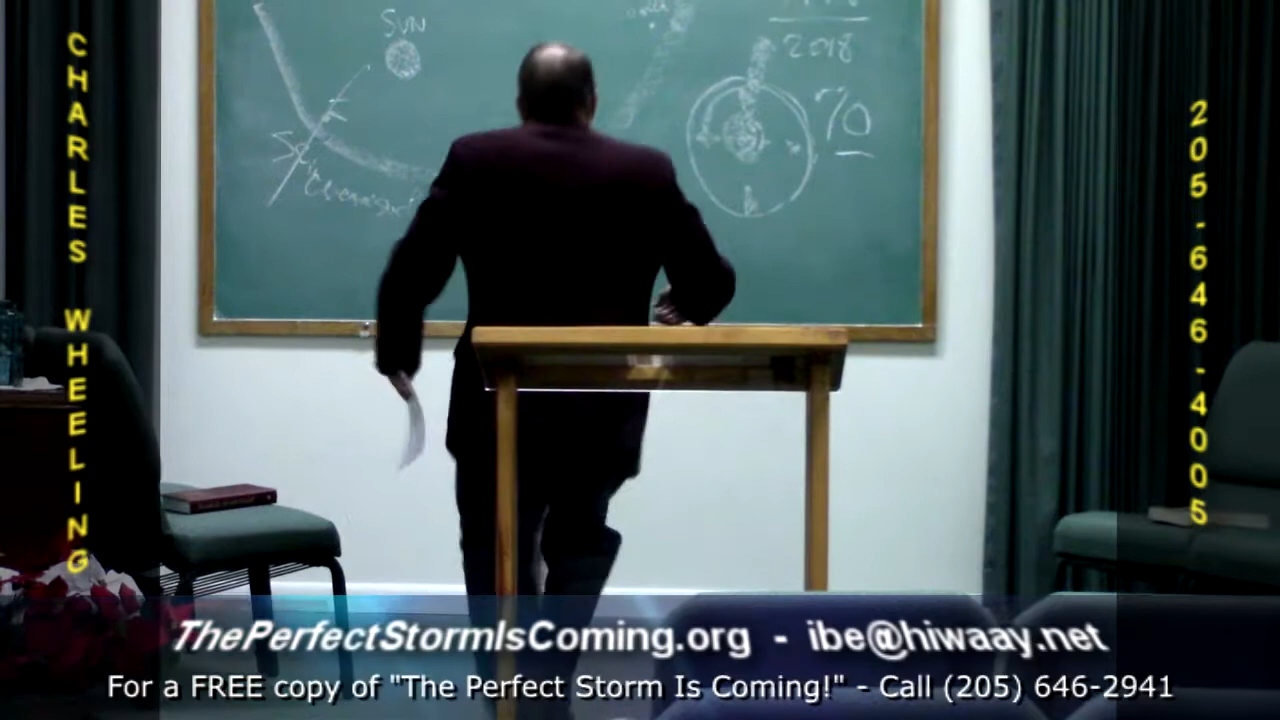 CHARLES WHEELING
SUN
2018
70
205-646-4005
ThePerfectStormIsComing.org - ibe@hiwaay.net
For a FREE copy of "The Perfect Storm Is Coming!" - Call (205) 646-2941